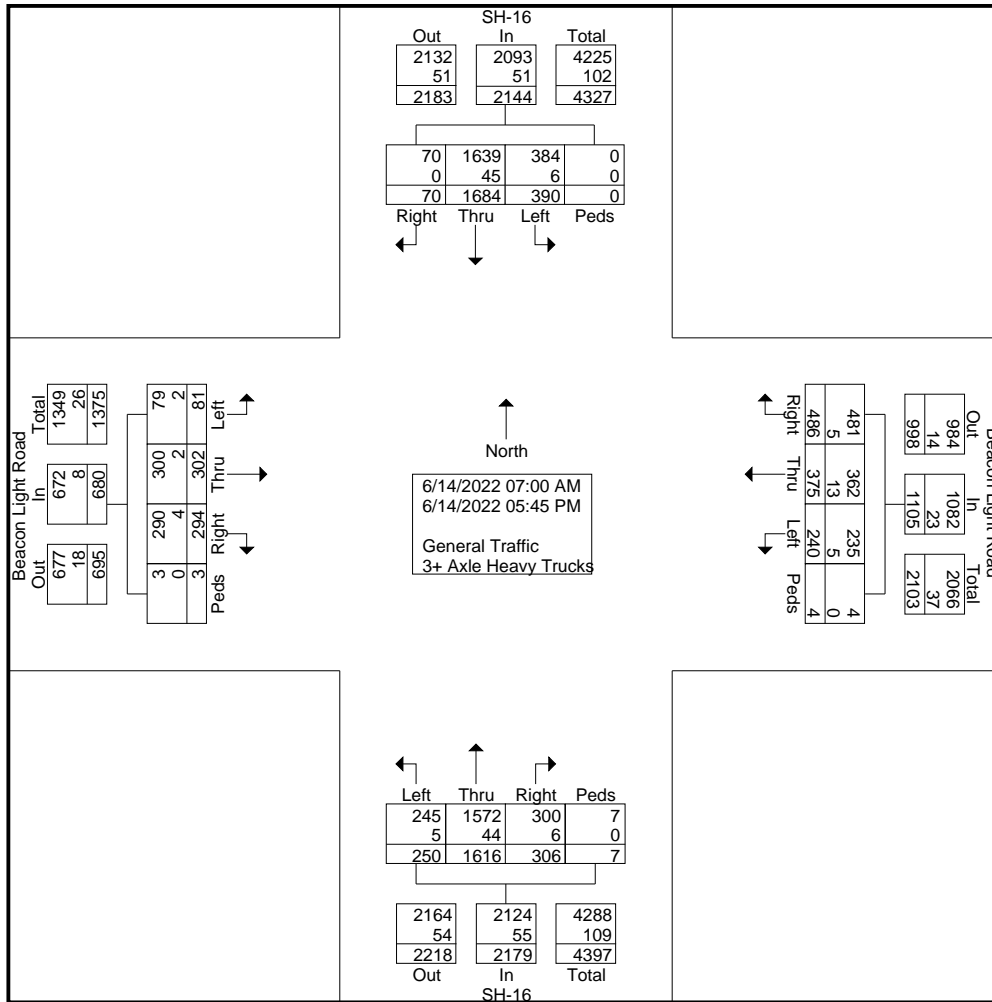 SH-16
Out In Total
2132 2093 4225
51 51 102
2183 2144 4327
70 1639 384 0
0 45 6 0
70 1684 390 0
Right Thru Left Peds
Beacon Light Road
Total In Out
1349 672 677
26 8 18
1375 680 695
79 300 290 3
2 2 4 0
81 302 294 3
Left Thru Right Peds
North
6/14/2022 07:00 AM
6/14/2022 05:45 PM
General Traffic
3+ Axle Heavy Trucks
Beacon Light Road
Out In Total
984 1082 2066
14 23 37
998 1105 2103
481 362 235 4
5 13 5 0
486 375 240 4
Right Thru Left Peds
Left Thru Right Peds
245 1572 300 7
5 44 6 0
250 1616 306 7
2164 2124 4288
54 55 109
2218 2179 4397
Out In Total
SH-16